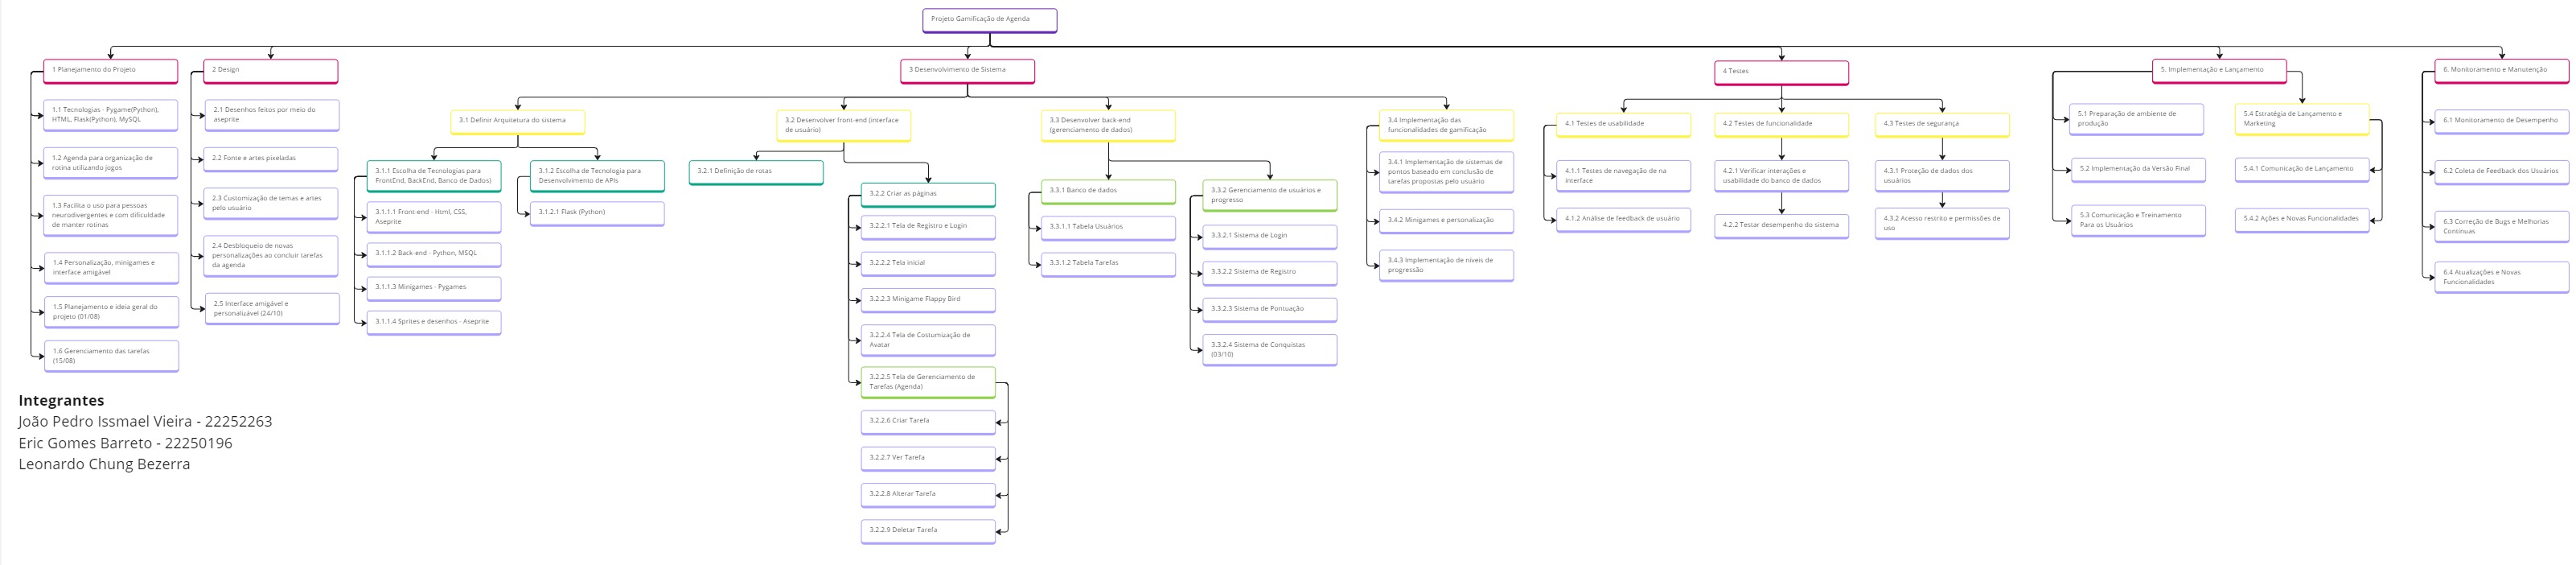 Projeto Gamificação de Agenda
1 Planejamento do Projeto
1.1 Tecnologias - Pygame(Python),
HTML, Flask(Python), MySQL
1.2 Agenda para organização de
rotina utilizando jogos
1.3 Facilita o uso para pessoas
neurodivergentes e com dificuldade
de manter rotinas
1.4 Personalização, minigames e
interface amigável
1.5 Planejamento e ideia geral do
projeto (01/08)
1.6 Gerenciamento das tarefas
(15/08)
2 Design
2.1 Desenhos feitos por meio do
aseprite
2.2 Fonte e artes pixeladas
2.3 Customização de temas e artes
pelo usuário
2.4 Desbloqueio de novas
personalizações ao concluir tarefas
da agenda
2.5 Interface amigável e
personalizável (24/10)
3 Desenvolvimento de Sistema
3.1 Definir Arquitetura do sistema
3.1.1 Escolha de Tecnologias para
FrontEnd, BackEnd, Banco de Dados)
3.1.1.1 Front-end - Html, CSS,
Aseprite
3.1.1.2 Back-end - Python, MSQL
3.1.1.3 Minigames - Pygames
3.1.1.4 Sprites e desenhos - Aseprite
3.1.2 Escolha de Tecnologia para
Desenvolvimento de APIs
3.1.2.1 Flask (Python)
3.2 Desenvolver front-end (interface
de usuário)
3.2.1 Definição de rotas
3.2.2 Criar as páginas
3.2.2.1 Tela de Registro e Login
3.2.2.2 Tela inicial
3.2.2.3 Minigame Flappy Bird
3.2.2.4 Tela de Costumização de
Avatar
3.2.2.5 Tela de Gerenciamento de
Tarefas (Agenda)
3.2.2.6 Criar Tarefa
3.2.2.7 Ver Tarefa
3.2.2.8 Alterar Tarefa
3.2.2.9 Deletar Tarefa
3.3 Desenvolver back-end
(gerenciamento de dados)
3.3.1 Banco de dados
3.3.1.1 Tabela Usuários
3.3.1.2 Tabela Tarefas
3.3.2 Gerenciamento de usuários e
progresso
3.3.2.1 Sistema de Login
3.3.2.2 Sistema de Registro
3.3.2.3 Sistema de Pontuação
3.3.2.4 Sistema de Conquistas
(03/10)
3.4 Implementação das
funcionalidades de gamificação
3.4.1 Implementação de sistemas de
pontos baseado em conclusão de
tarefas propostas pelo usuário
3.4.2 Minigames e personalização
3.4.3 Implementação de níveis de
progressão
4 Testes
4.1 Testes de usabilidade
4.1.1 Testes de navegação de na
interface
4.1.2 Análise de feedback de usuário
4.2 Testes de funcionalidade
4.2.1 Verificar interações e
usabilidade do banco de dados
4.2.2 Testar desempenho do sistema
4.3 Testes de segurança
4.3.1 Proteção de dados dos
usuários
4.3.2 Acesso restrito e permissões de
uso
5. Implementação e Lançamento
5.1 Preparação de ambiente de
produção
5.2 Implementação da Versão Final
5.3 Comunicação e Treinamento
Para os Usuários
5.4 Estratégia de Lançamento e
Marketing
5.4.1 Comunicação de Lançamento
5.4.2 Ações e Novas Funcionalidades
6. Monitoramento e Manutenção
6.1 Monitoramento de Desempenho
6.2 Coleta de Feedback dos Usuários
6.3 Correção de Bugs e Melhorias
Contínuas
6.4 Atualizações e Novas
Funcionalidades
Integrantes
João Pedro Issmael Vieira - 22252263
Eric Gomes Barreto - 22250196
Leonardo Chung Bezerra